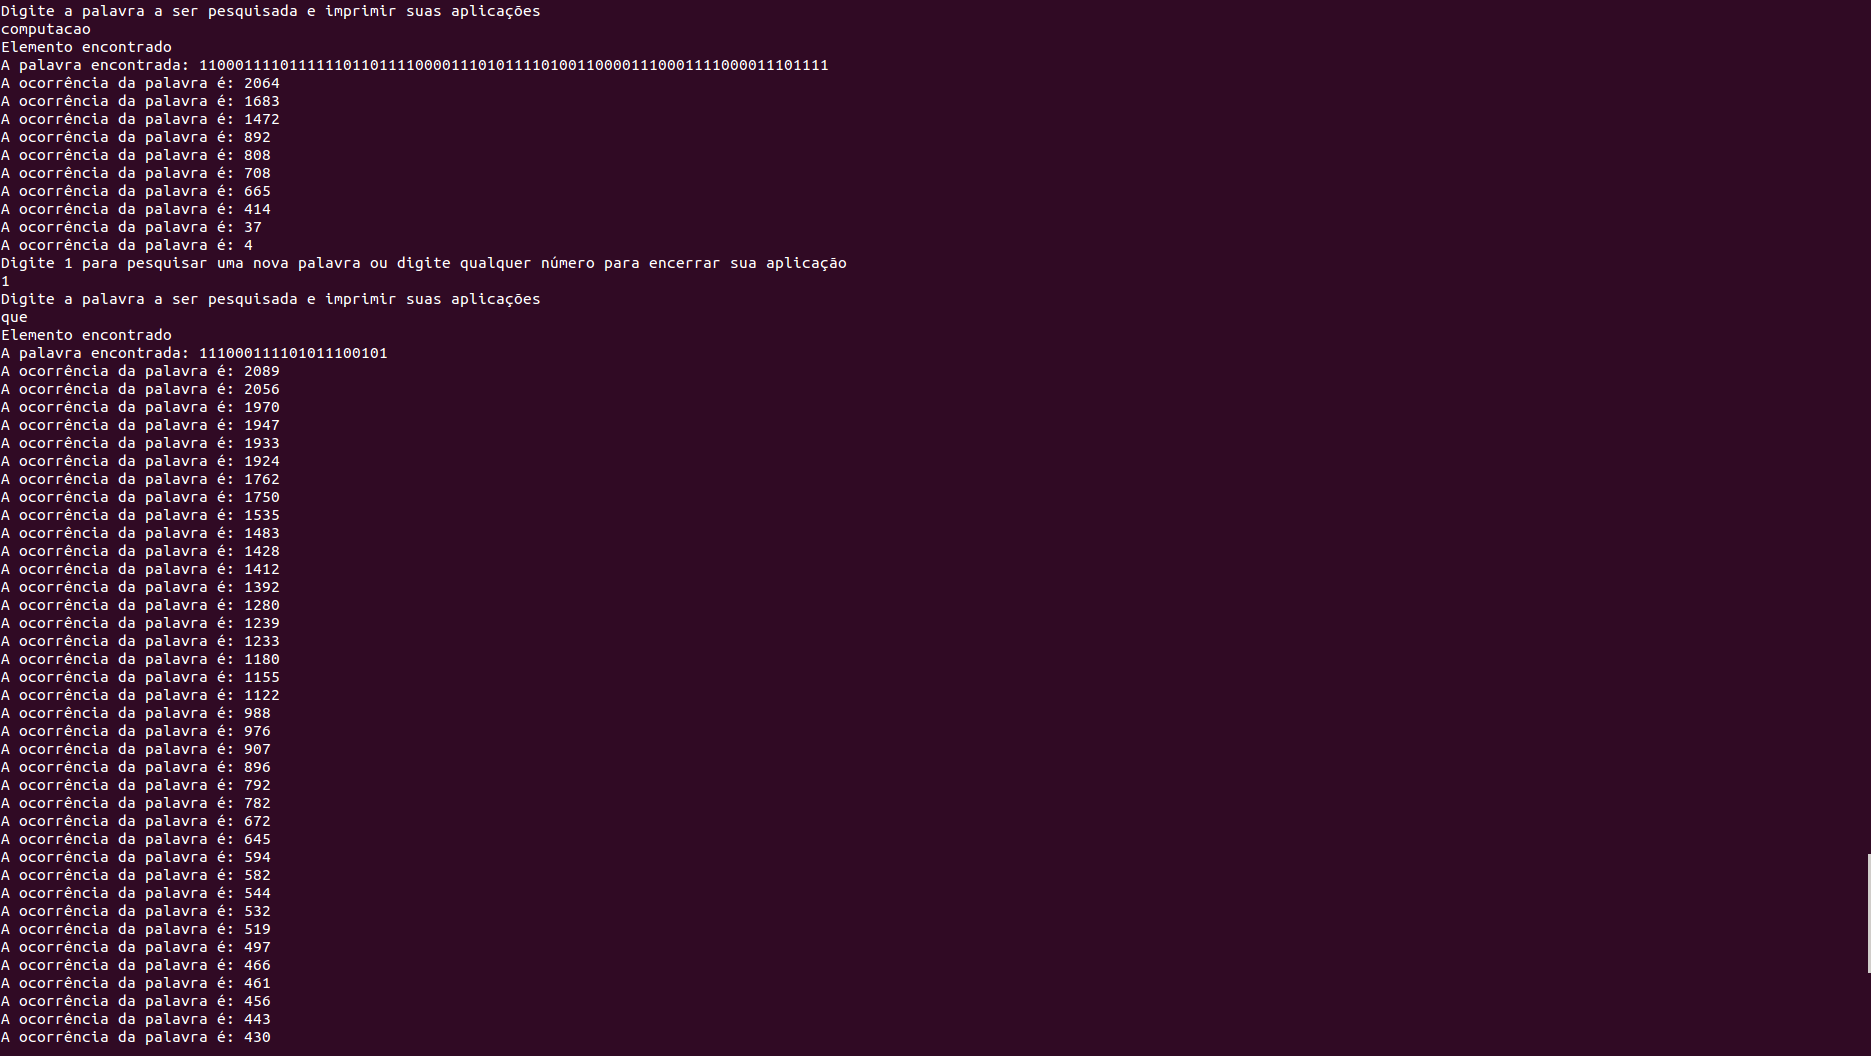 Digite a palavra a ser pesquisada e imprimir suas aplicações
computacao
Elemento encontrado
A palavra encontrada: 1100011110111111011011110000111010111101001100001110001111000011101111
A ocorrência da palavra é: 2064
A ocorrência da palavra é: 1683
A ocorrência da palavra é: 1472
A ocorrência da palavra é: 892
A ocorrência da palavra é: 808
A ocorrência da palavra é: 708
A ocorrência da palavra é: 665
A ocorrência da palavra é: 414
A ocorrência da palavra é: 37
A ocorrência da palavra é: 4
Digite 1 para pesquisar uma nova palavra ou digite qualquer número para encerrar sua aplicação
1
Digite a palavra a ser pesquisada e imprimir suas aplicações
que
Elemento encontrado
A palavra encontrada: 111000111101011100101
A ocorrência da palavra é: 2089
A ocorrência da palavra é: 2056
A ocorrência da palavra é: 1970
A ocorrência da palavra é: 1947
A ocorrência da palavra é: 1933
A ocorrência da palavra é: 1924
A ocorrência da palavra é: 1762
A ocorrência da palavra é: 1750
A ocorrência da palavra é: 1535
A ocorrência da palavra é: 1483
A ocorrência da palavra é: 1428
A ocorrência da palavra é: 1412
A ocorrência da palavra é: 1392
A ocorrência da palavra é: 1280
A ocorrência da palavra é: 1239
A ocorrência da palavra é: 1233
A ocorrência da palavra é: 1180
A ocorrência da palavra é: 1155
A ocorrência da palavra é: 1122
A ocorrência da palavra é: 988
A ocorrência da palavra é: 976
A ocorrência da palavra é: 907
A ocorrência da palavra é: 896
A ocorrência da palavra é: 792
A ocorrência da palavra é: 782
A ocorrência da palavra é: 672
A ocorrência da palavra é: 645
A ocorrência da palavra é: 594
A ocorrência da palavra é: 582
A ocorrência da palavra é: 544
A ocorrência da palavra é: 532
A ocorrência da palavra é: 519
A ocorrência da palavra é: 497
A ocorrência da palavra é: 466
A ocorrência da palavra é: 461
A ocorrência da palavra é: 456
A ocorrência da palavra é: 443
A ocorrência da palavra é: 430